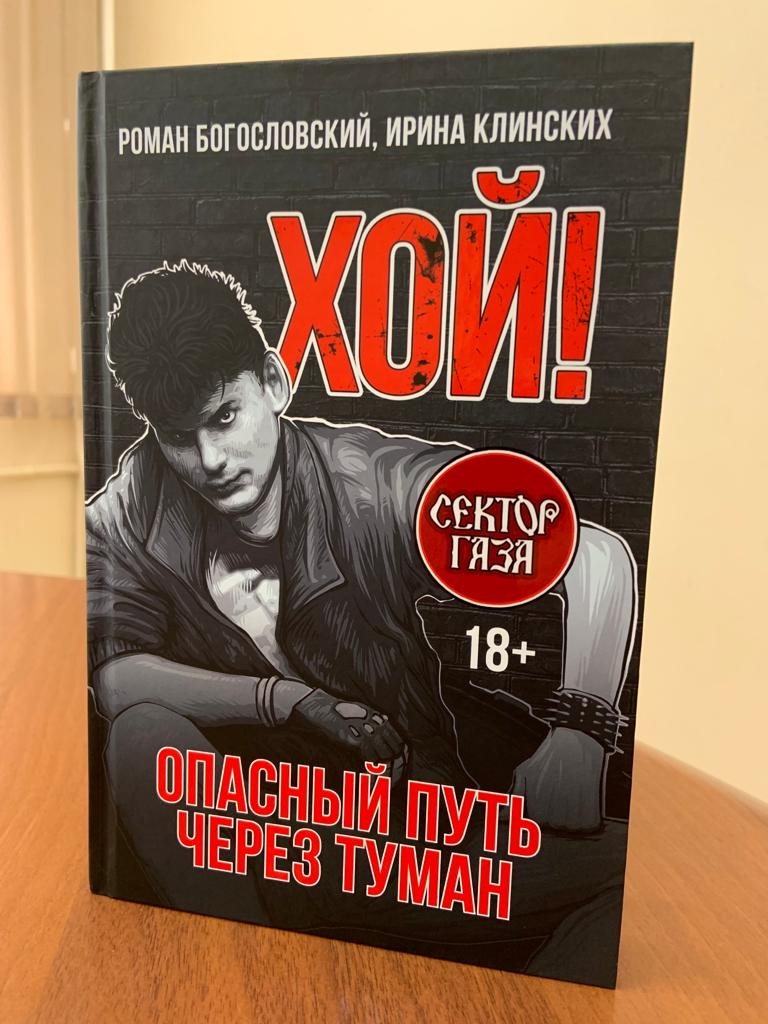 РОМАН БОГОСЛОВСКИЙ, ИРИНА КЛИНСКИХ
ХОЙ!
СЕКТОР
ГАЗА
18+
ОПАСНЫЙ ПУТЬ
ЧЕРЕЗ ТУМАН